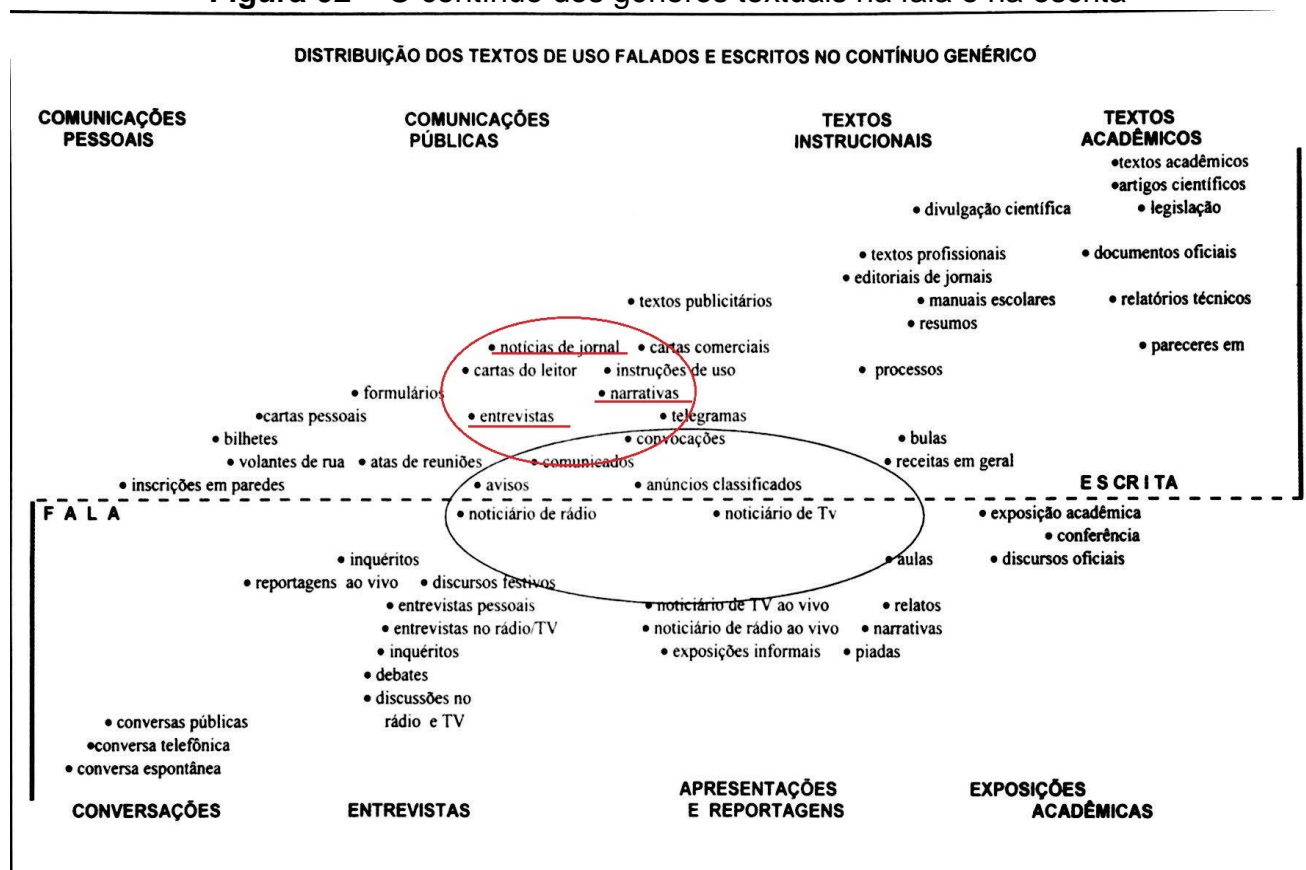 Figura 02 – O contínuo dos gêneros textuais na fala e na escrita
DISTRIBUIÇÃO DOS TEXTOS DE USO FALADOS E ESCRITOS NO CONTÍNUO GENÉRICO
COMUNICAÇÕES PESSOAIS
COMUNICAÇÕES PÚBLICAS
TEXTOS INSTRUCIONAIS
TEXTOS ACADÊMICOS
•textos acadêmicos
•artigos científicos
• divulgação científica • legislação
• textos profissionais • documentos oficiais
• editoriais de jornais
• textos publicitários • manuais escolares • relatórios técnicos
• resumos
• notícias de jornal • cartas comerciais • pareceres em
• cartas do leitor • instruções de uso • processos
• formulários • narrativas
•cartas pessoais • entrevistas • telegramas
• bilhetes • convocações • bulas
• volantes de rua • atas de reuniões • comunicados • receitas em geral
• inscrições em paredes • avisos • anúncios classificados ESCRITA
FALA • noticiário de rádio • noticiário de Tv • exposição acadêmica
• conferência
• inquéritos • aulas • discursos oficiais
• reportagens ao vivo • discursos festivos
• entrevistas pessoais • noticiário de TV ao vivo • relatos
• entrevistas no rádio/TV • noticiário de rádio ao vivo • narrativas
• inquéritos • exposições informais • piadas
• debates
• discussões no
• conversas públicas rádio e TV
•conversa telefônica
• conversa espontânea
CONVERSAÇÕES
ENTREVISTAS
APRESENTAÇÕES E REPORTAGENS
EXPOSIÇÕES ACADÊMICAS